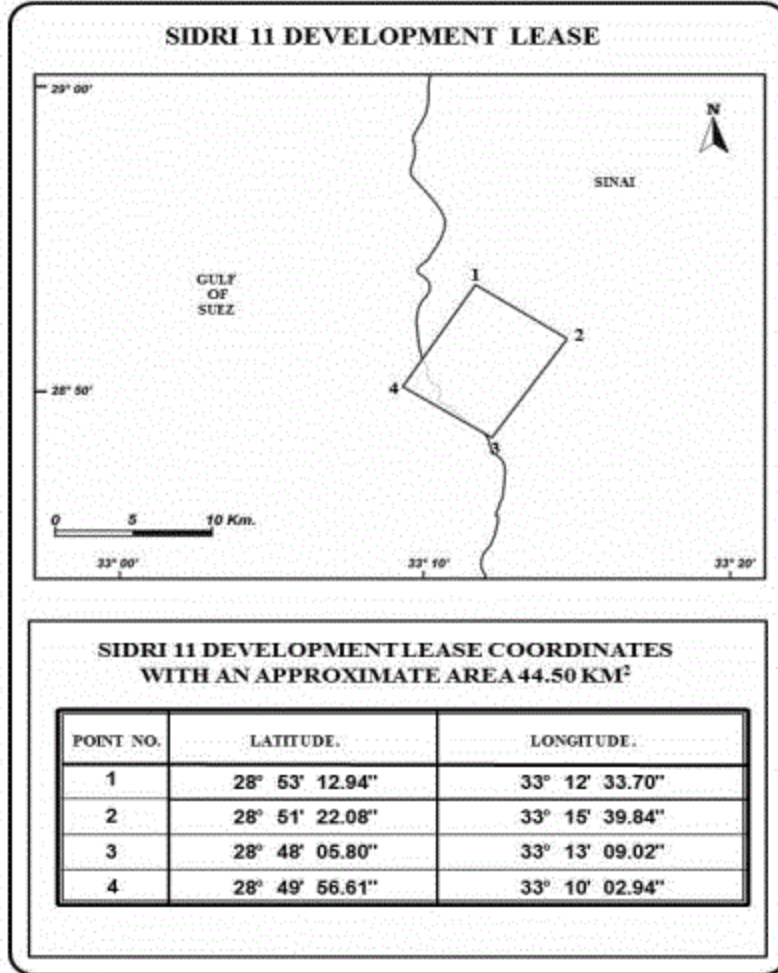 SIDRI 11 DEVELOPMENT LEASE
29° 00'
N
SINAI
GULF
OF
SUEZ
1
2
28° 50'
4
3
0 5 10 Km.
33° 00' 33° 10' 33° 20'
SIDRI 11 DEVELOPMENT LEASE COORDINATES
WITH AN APPROXIMATE AREA 44.50 KM²
POINT NO. LATITUDE. LONGITUDE.
1 28° 53' 12.94" 33° 12' 33.70"
2 28° 51' 22.08" 33° 15' 39.84"
3 28° 48' 05.80" 33° 13' 09.02"
4 28° 49' 56.61" 33° 10' 02.94"